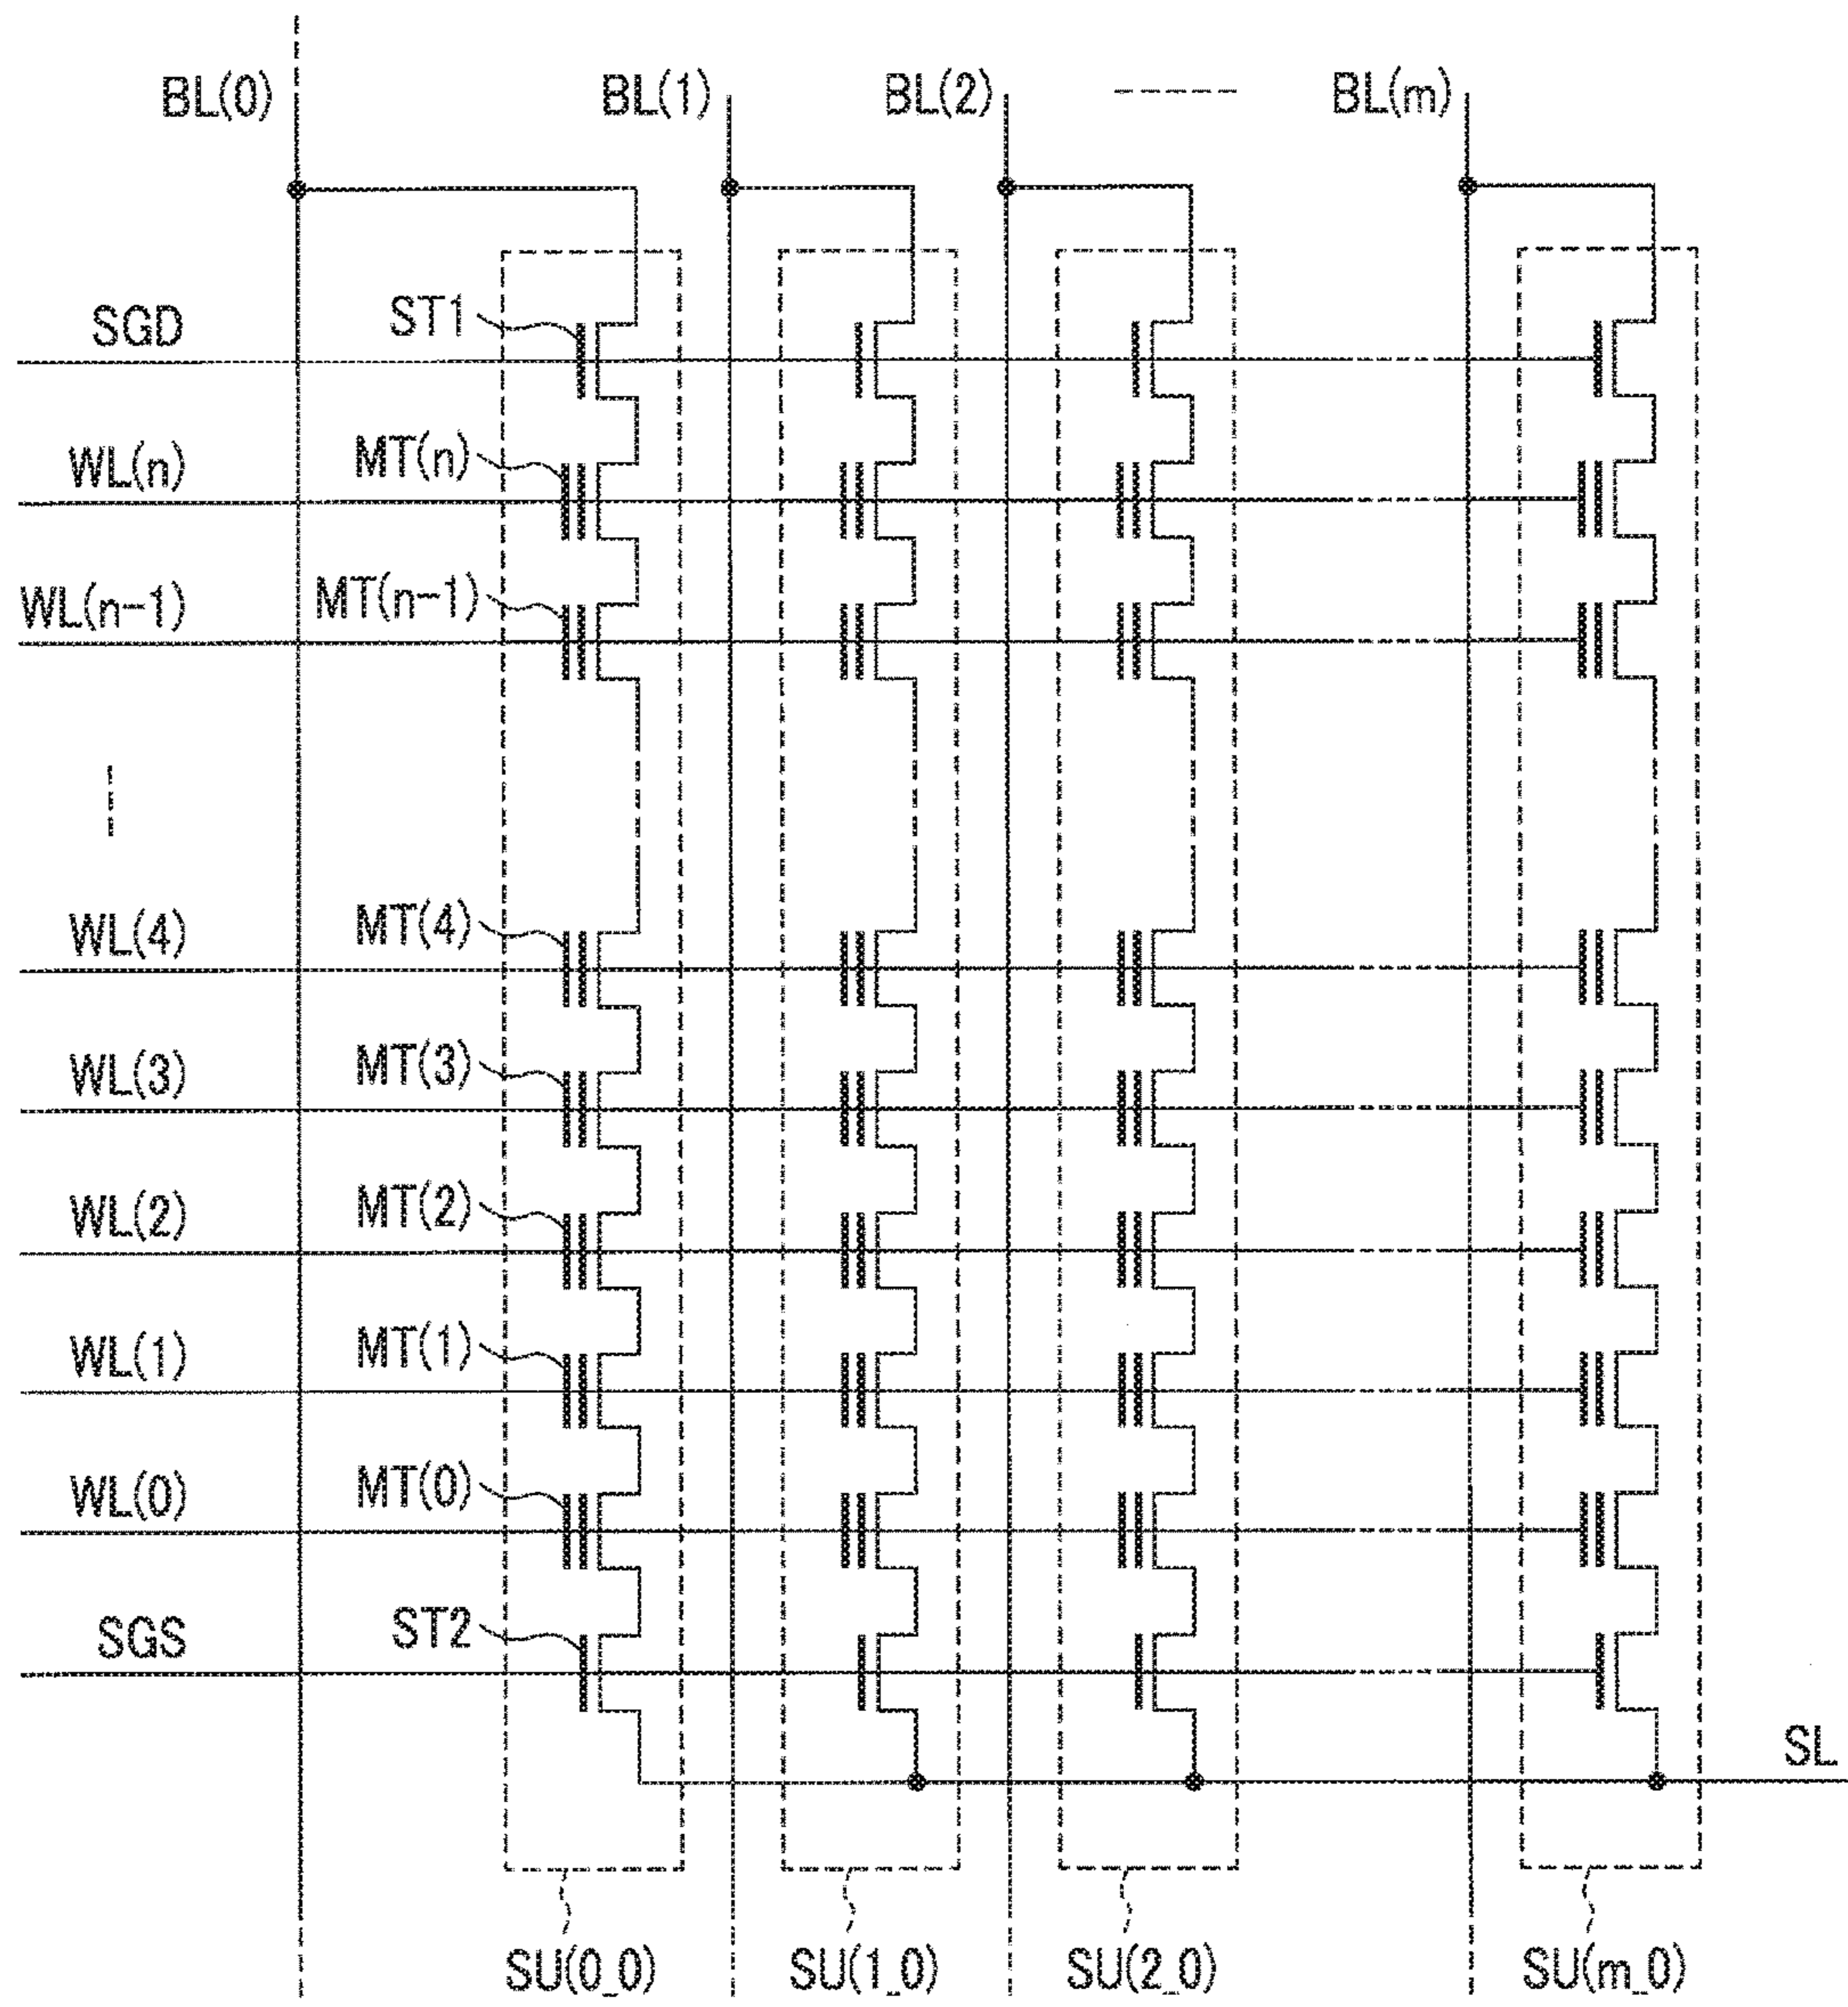 BL(0) BL(1) BL(2) BL(m)
SGD ST1
WL(n) MT(n)
WL(n-1) MT(n-1)
WL(4) MT(4)
WL(3) MT(3)
WL(2) MT(2)
WL(1) MT(1)
WL(0) MT(0)
SGS ST2
SL
SU(0_0) SU(1_0) SU(2_0) SU(m_0)